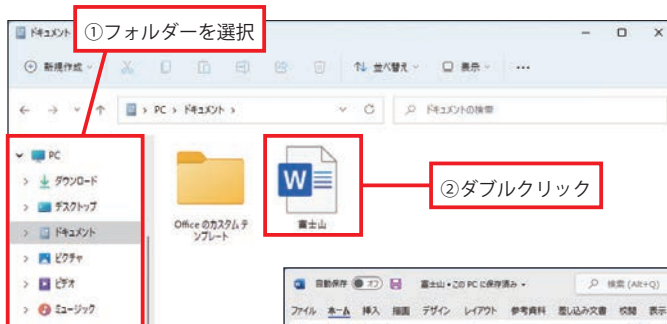 ドキュメント
①フォルダーを選択
新規作成
並べ替え
表示
PC > ドキュメント >
ドキュメントの検索
PC
ダウンロード
デスクトップ
ドキュメント
ピクチャ
ビデオ
ミュージック
Office のカスタム テ
ンプレート
富士山
②ダブルクリック
自動保存 オフ 富士山 • この PC に保存済み 検索 (Alt+Q)
ファイル ホーム 挿入 描画 デザイン レイアウト 参考資料 差し込み文書 校閲 表示